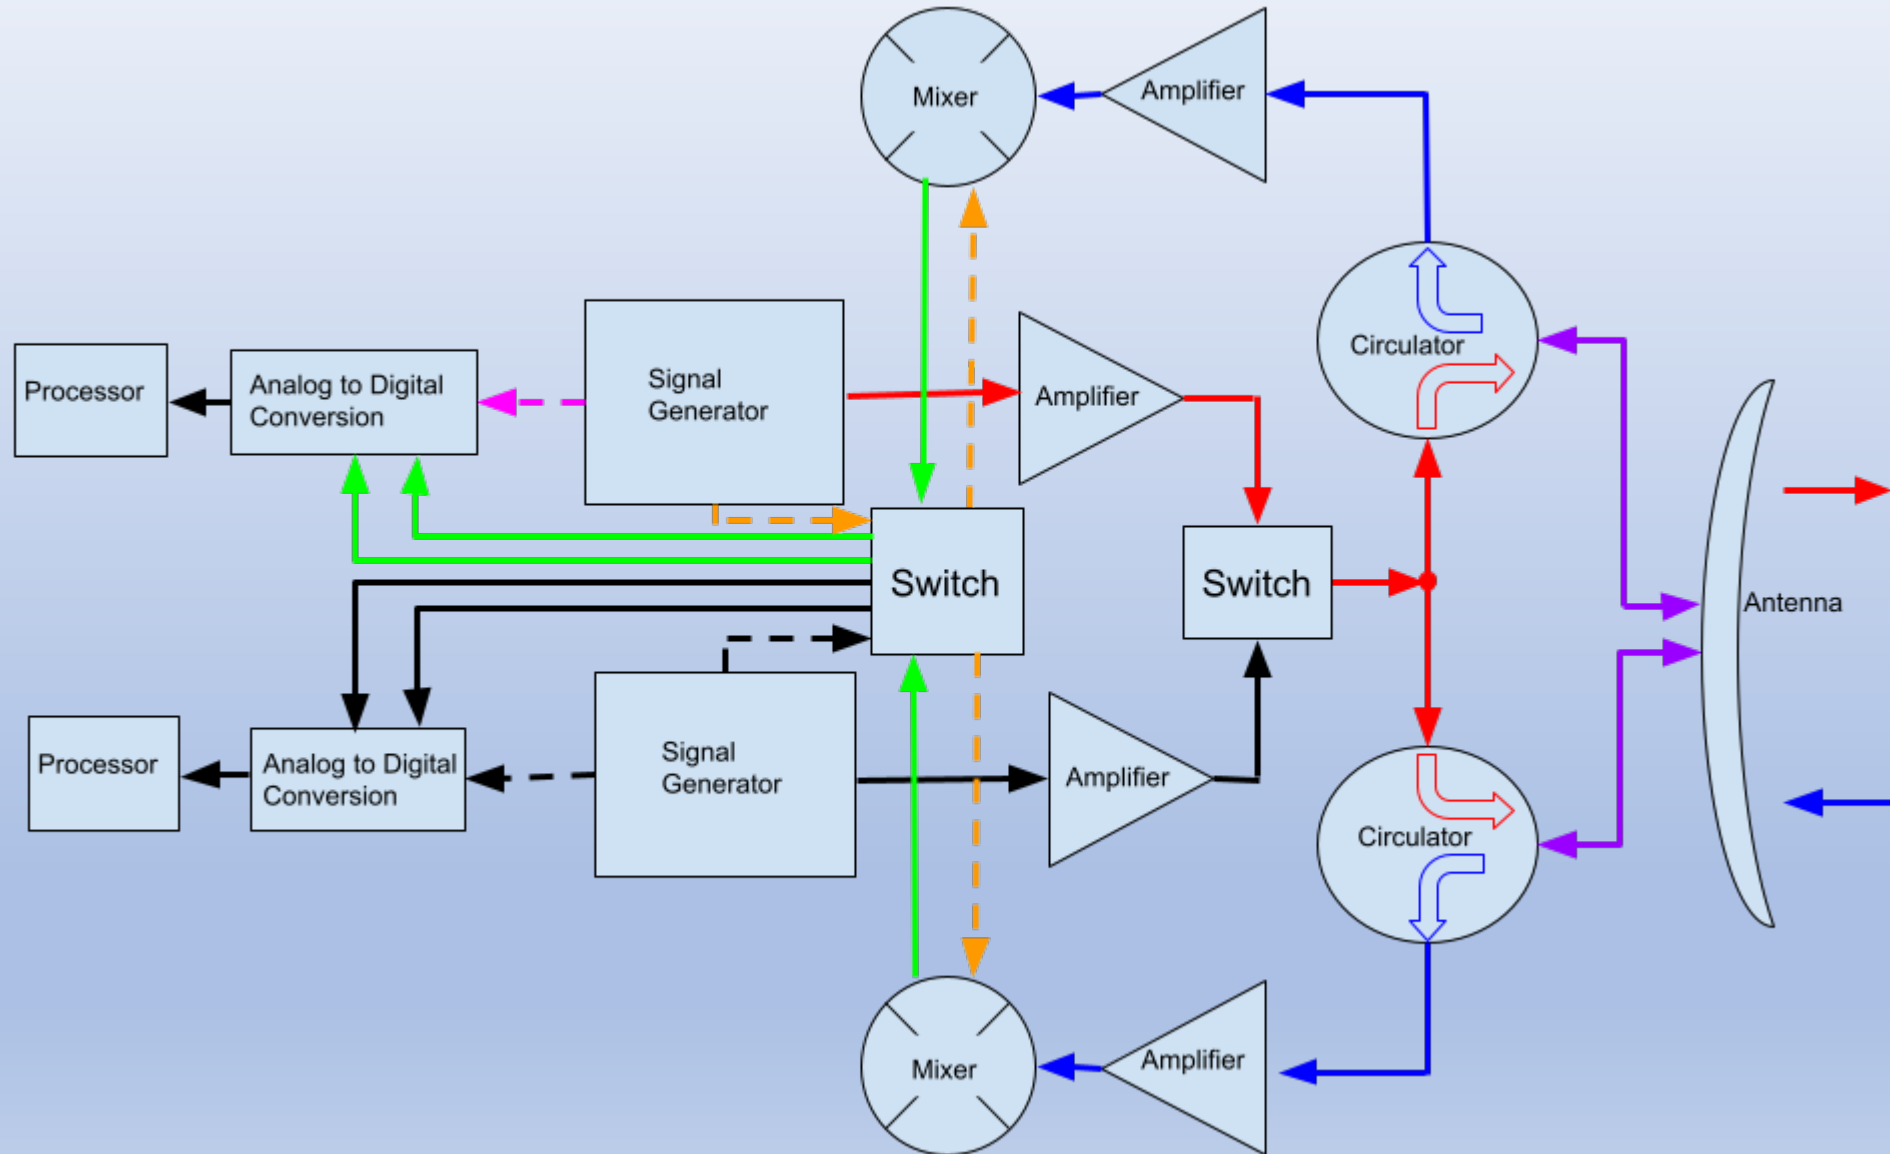 Mixer
Amplifier
Circulator
Processor
Analog to Digital
Conversion
Signal
Generator
Amplifier
Switch
Switch
Antenna
Processor
Analog to Digital
Conversion
Signal
Generator
Amplifier
Circulator
Mixer
Amplifier